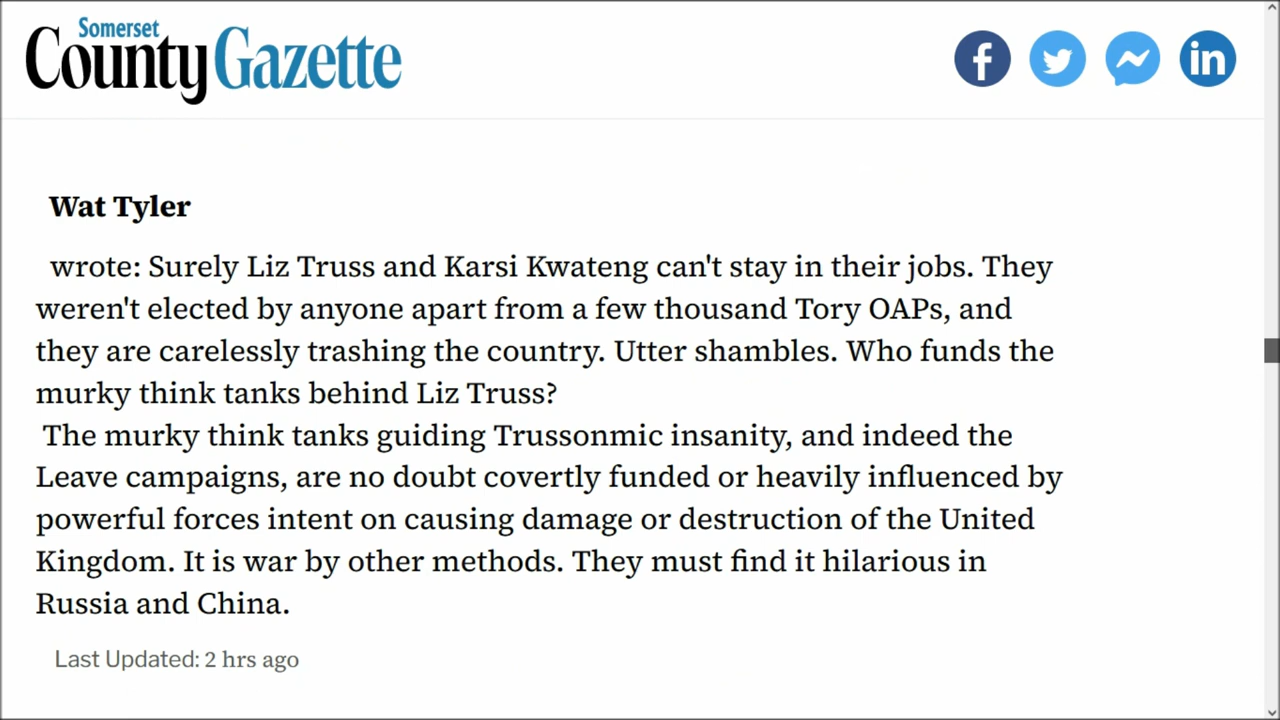 Somerset
County Gazette
Wat Tyler
wrote: Surely Liz Truss and Karsi Kwateng can't stay in their jobs. They
weren't elected by anyone apart from a few thousand Tory OAPs, and
they are carelessly trashing the country. Utter shambles. Who funds the
murky think tanks behind Liz Truss?
The murky think tanks guiding Trussonmic insanity, and indeed the
Leave campaigns, are no doubt covertly funded or heavily influenced by
powerful forces intent on causing damage or destruction of the United
Kingdom. It is war by other methods. They must find it hilarious in
Russia and China.
Last Updated: 2 hrs ago